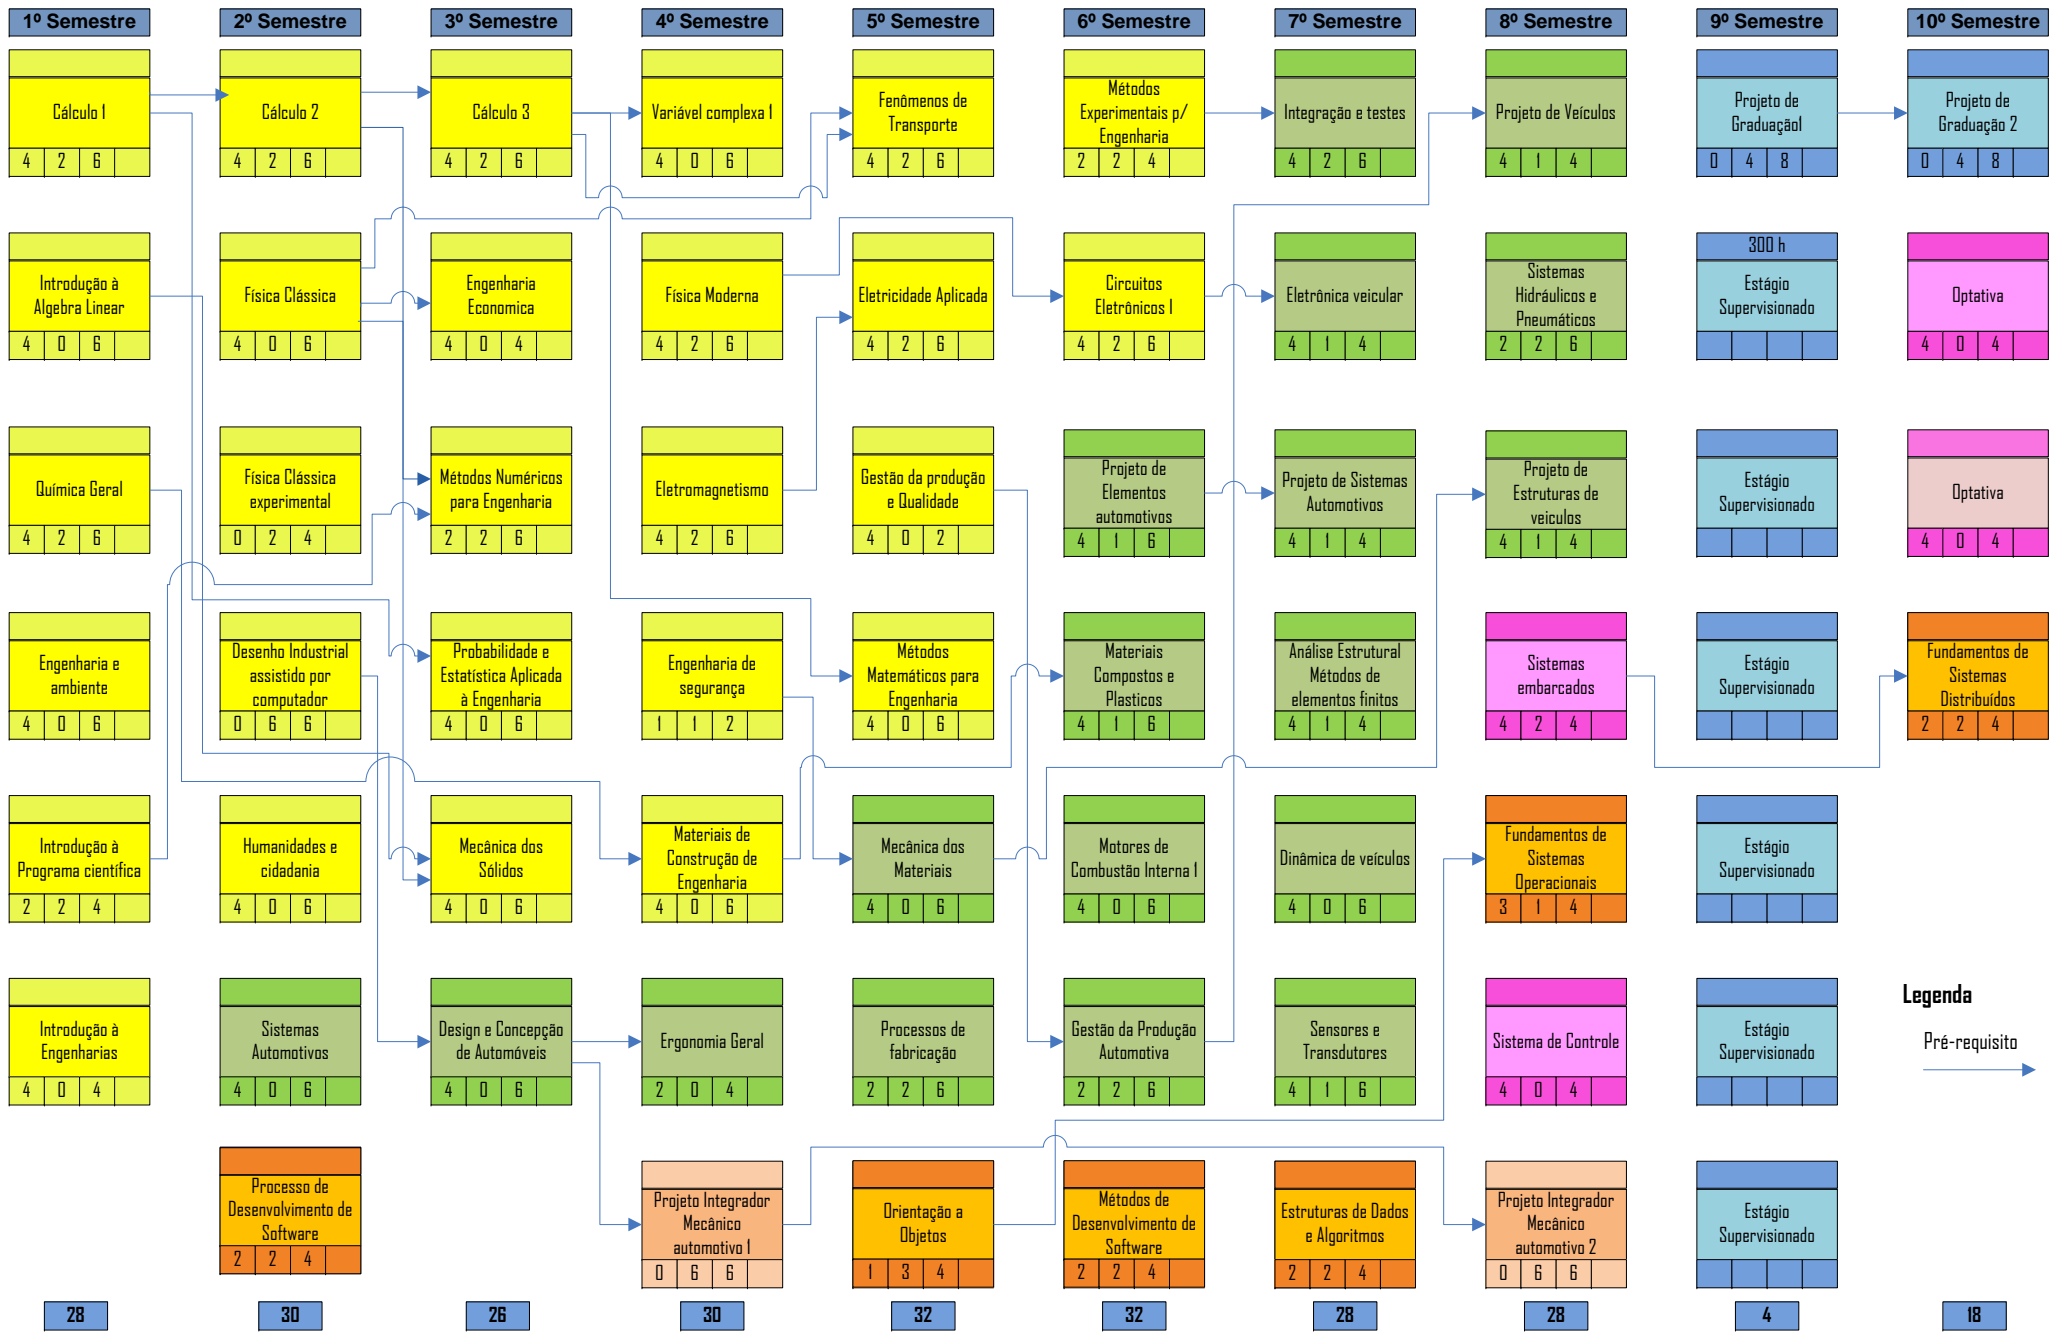 1º Semestre
2º Semestre
3º Semestre
4º Semestre
5º Semestre
6º Semestre
7º Semestre
8º Semestre
9º Semestre
10º Semestre
Cálculo 1
4 2 6
Cálculo 2
4 2 6
Cálculo 3
4 2 6
Variável complexa 1
4 0 6
Fenômenos de
Transporte
4 2 6
Métodos
Experimentais p/
Engenharia
2 2 4
Integração e testes
4 2 6
Projeto de Veículos
4 1 4
Projeto de
Graduação1
0 4 8
Projeto de
Graduação 2
0 4 8
Introdução à
Algebra Linear
4 0 6
Física Clássica
4 0 6
Engenharia
Economica
4 0 4
Física Moderna
4 2 6
Eletricidade Aplicada
4 2 6
Circuitos
Eletrônicos I
4 2 6
Eletrônica veicular
4 1 4
Sistemas
Hidráulicos e
Pneumáticos
2 2 6
300 h
Estágio
Supervisionado
Optativa
4 0 4
Química Geral
4 2 6
Física Clássica
experimental
0 2 4
Métodos Numéricos
para Engenharia
2 2 6
Eletromagnetismo
4 2 6
Gestão da produção
e Qualidade
4 0 2
Projeto de
Elementos
automotivos
4 1 6
Projeto de Sistemas
Automotivos
4 1 4
Projeto de
Estruturas de
veiculos
4 1 4
Estágio
Supervisionado
Optativa
4 0 4
Engenharia e
ambiente
4 0 6
Desenho Industrial
assistido por
computador
0 6 6
Probabilidade e
Estatística Aplicada
à Engenharia
4 0 6
Engenharia de
segurança
1 1 2
Métodos
Matemáticos para
Engenharia
4 0 6
Materiais
Compostos e
Plasticos
4 1 6
Análise Estrutural
Métodos de
elementos finitos
4 1 4
Sistemas
embarcados
4 2 4
Estágio
Supervisionado
Fundamentos de
Sistemas
Distribuídos
2 2 4
Introdução à
Programa científica
2 2 4
Humanidades e
cidadania
4 0 6
Mecânica dos
Sólidos
4 0 6
Materiais de
Construção de
Engenharia
4 0 6
Mecânica dos
Materiais
4 0 6
Motores de
Combustão Interna 1
4 0 6
Dinâmica de veículos
4 0 6
Fundamentos de
Sistemas
Operacionais
3 1 4
Estágio
Supervisionado
Introdução à
Engenharias
4 0 4
Sistemas
Automotivos
4 0 6
Design e Concepção
de Automóveis
4 0 6
Ergonomia Geral
2 0 4
Processos de
fabricação
2 2 6
Gestão da Produção
Automotiva
2 2 6
Sensores e
Transdutores
4 1 6
Sistema de Controle
4 0 4
Estágio
Supervisionado
Legenda
Pré-requisito
Processo de
Desenvolvimento de
Software
2 2 4
Projeto Integrador
Mecânico
automotivo 1
0 6 6
Orientação a
Objetos
1 3 4
Métodos de
Desenvolvimento de
Software
2 2 4
Estruturas de Dados
e Algoritmos
2 2 4
Projeto Integrador
Mecânico
automotivo 2
0 6 6
Estágio
Supervisionado
28
30
26
30
32
32
28
28
4
18